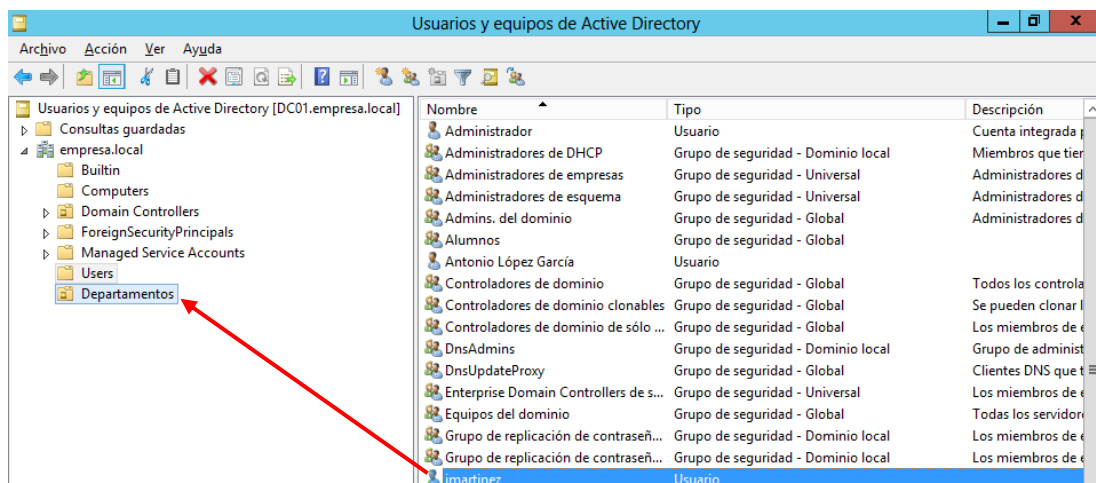 Usuarios y equipos de Active Directory
Archivo Acción Ver Ayuda
Usuarios y equipos de Active Directory [DC01.empresa.local]
Consultas guardadas
empresa.local
Builtin
Computers
Domain Controllers
ForeignSecurityPrincipals
Managed Service Accounts
Users
Departamentos
Nombre Tipo Descripción
Administrador Usuario Cuenta integrada
Administradores de DHCP Grupo de seguridad - Dominio local Miembros que tier
Administradores de empresas Grupo de seguridad - Universal Administradores d
Administradores de esquema Grupo de seguridad - Universal Administradores d
Admins. del dominio Grupo de seguridad - Global Administradores d
Alumnos Grupo de seguridad - Global
Antonio López García Usuario
Controladores de dominio Grupo de seguridad - Global Todos los controla
Controladores de dominio clonables Grupo de seguridad - Global Se pueden clonar l
Controladores de dominio de sólo ... Grupo de seguridad - Global Los miembros de
DnsAdmins Grupo de seguridad - Dominio local Grupo de administ
DnsUpdateProxy Grupo de seguridad - Global Clientes DNS que t
Enterprise Domain Controllers de s... Grupo de seguridad - Universal Los miembros de
Equipos del dominio Grupo de seguridad - Global Todas los servidor
Grupo de replicación de contraseñ... Grupo de seguridad - Dominio local Los miembros de
Grupo de replicación de contraseñ... Grupo de seguridad - Dominio local Los miembros de
jmartinez Usuario